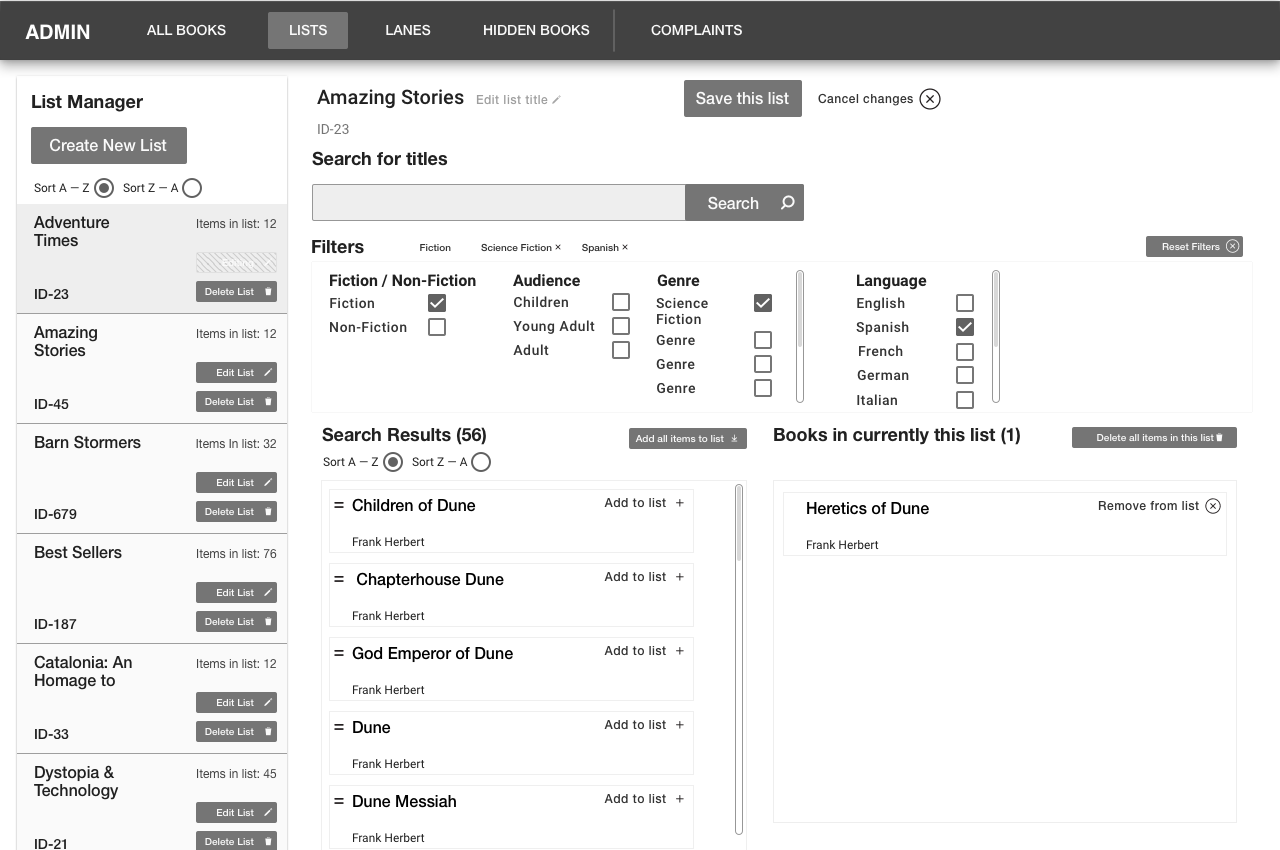 ADMIN
ALL BOOKS
LISTS
LANES
HIDDEN BOOKS
COMPLAINTS
List Manager
Create New List
Sort A – Z
Sort Z – A
Adventure
Times
Items in list: 12
ID-23
Delete List
Amazing
Stories
Items in list: 12
Edit List
ID-45
Delete List
Barn Stormers
Items In list: 32
Edit List
ID-679
Delete List
Best Sellers
Items in list: 76
Edit List
ID-187
Delete List
Catalonia: An
Homage to
Items in list: 12
Edit List
ID-33
Delete List
Dystopia &
Technology
Items in list: 45
Edit List
ID-21
Delete List
Amazing Stories
Edit list title
Save this list
Cancel changes
ID-23
Search for titles
Search
Filters
Fiction
Science Fiction ×
Spanish ×
Reset Filters
Fiction / Non-Fiction
Fiction
Non-Fiction
Audience
Children
Young Adult
Adult
Genre
Science
Fiction
Genre
Genre
Genre
Language
English
Spanish
French
German
Italian
Search Results (56)
Add all items to list
Sort A – Z
Sort Z – A
Children of Dune
Add to list +
Frank Herbert
Chapterhouse Dune
Add to list +
Frank Herbert
God Emperor of Dune
Add to list +
Frank Herbert
Dune
Add to list +
Frank Herbert
Dune Messiah
Add to list +
Frank Herbert
Books in currently this list (1)
Delete all items in this list
Heretics of Dune
Remove from list
Frank Herbert